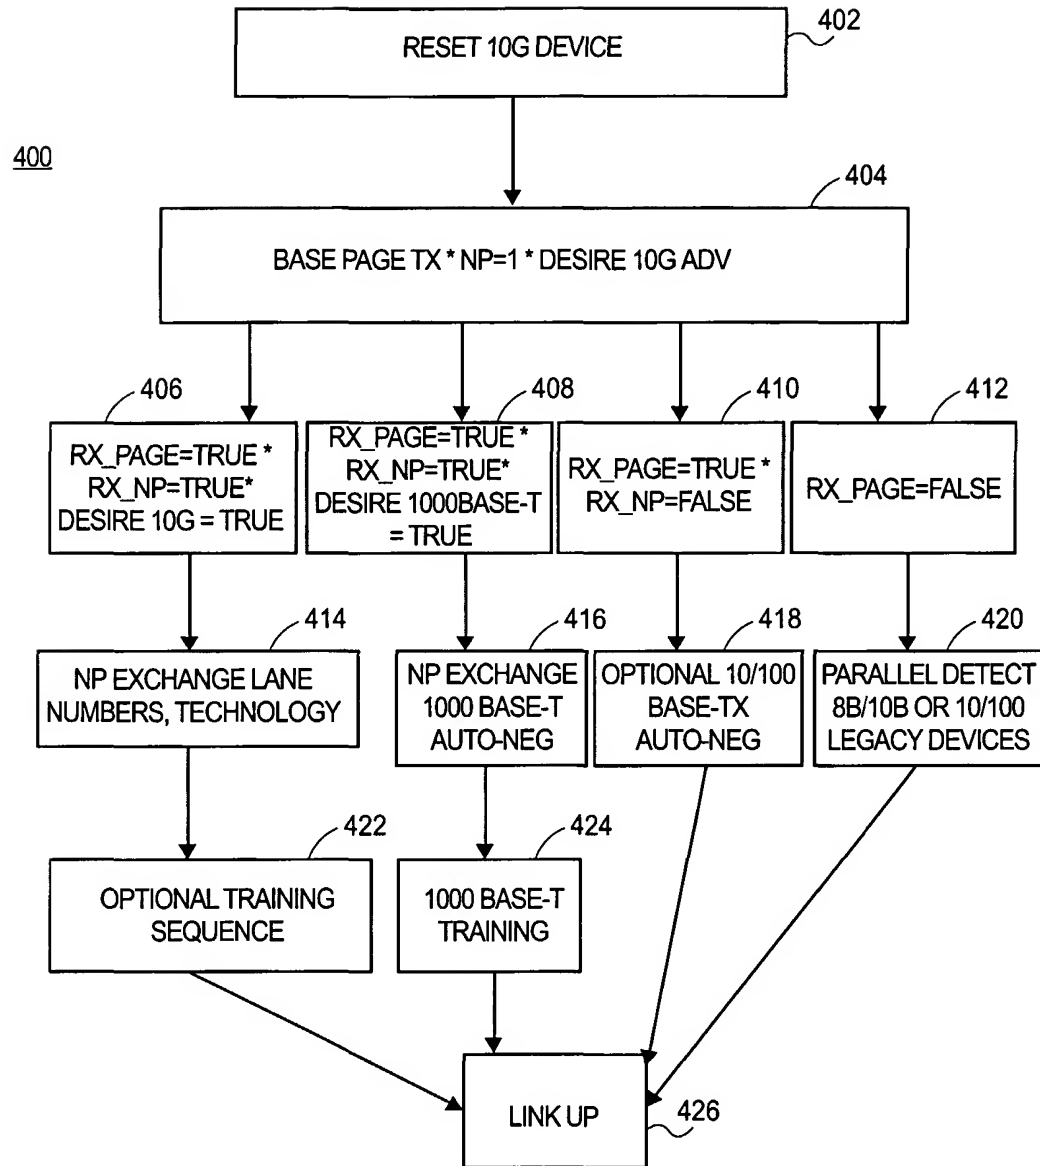 RESET 10G DEVICE
402
400
404
BASE PAGE TX * NP=1 * DESIRE 10G ADV
406
RX_PAGE=TRUE *
RX_NP=TRUE*
DESIRE 10G = TRUE
408
RX_PAGE=TRUE *
RX_NP=TRUE*
DESIRE 1000BASE-T
= TRUE
410
RX_PAGE=TRUE *
RX_NP=FALSE
412
RX_PAGE=FALSE
414
NP EXCHANGE LANE
NUMBERS, TECHNOLOGY
416
NP EXCHANGE
1000 BASE-T
AUTO-NEG
418
OPTIONAL 10/100
BASE-TX
AUTO-NEG
420
PARALLEL DETECT
8B/10B OR 10/100
LEGACY DEVICES
422
OPTIONAL TRAINING
SEQUENCE
424
1000 BASE-T
TRAINING
LINK UP
426